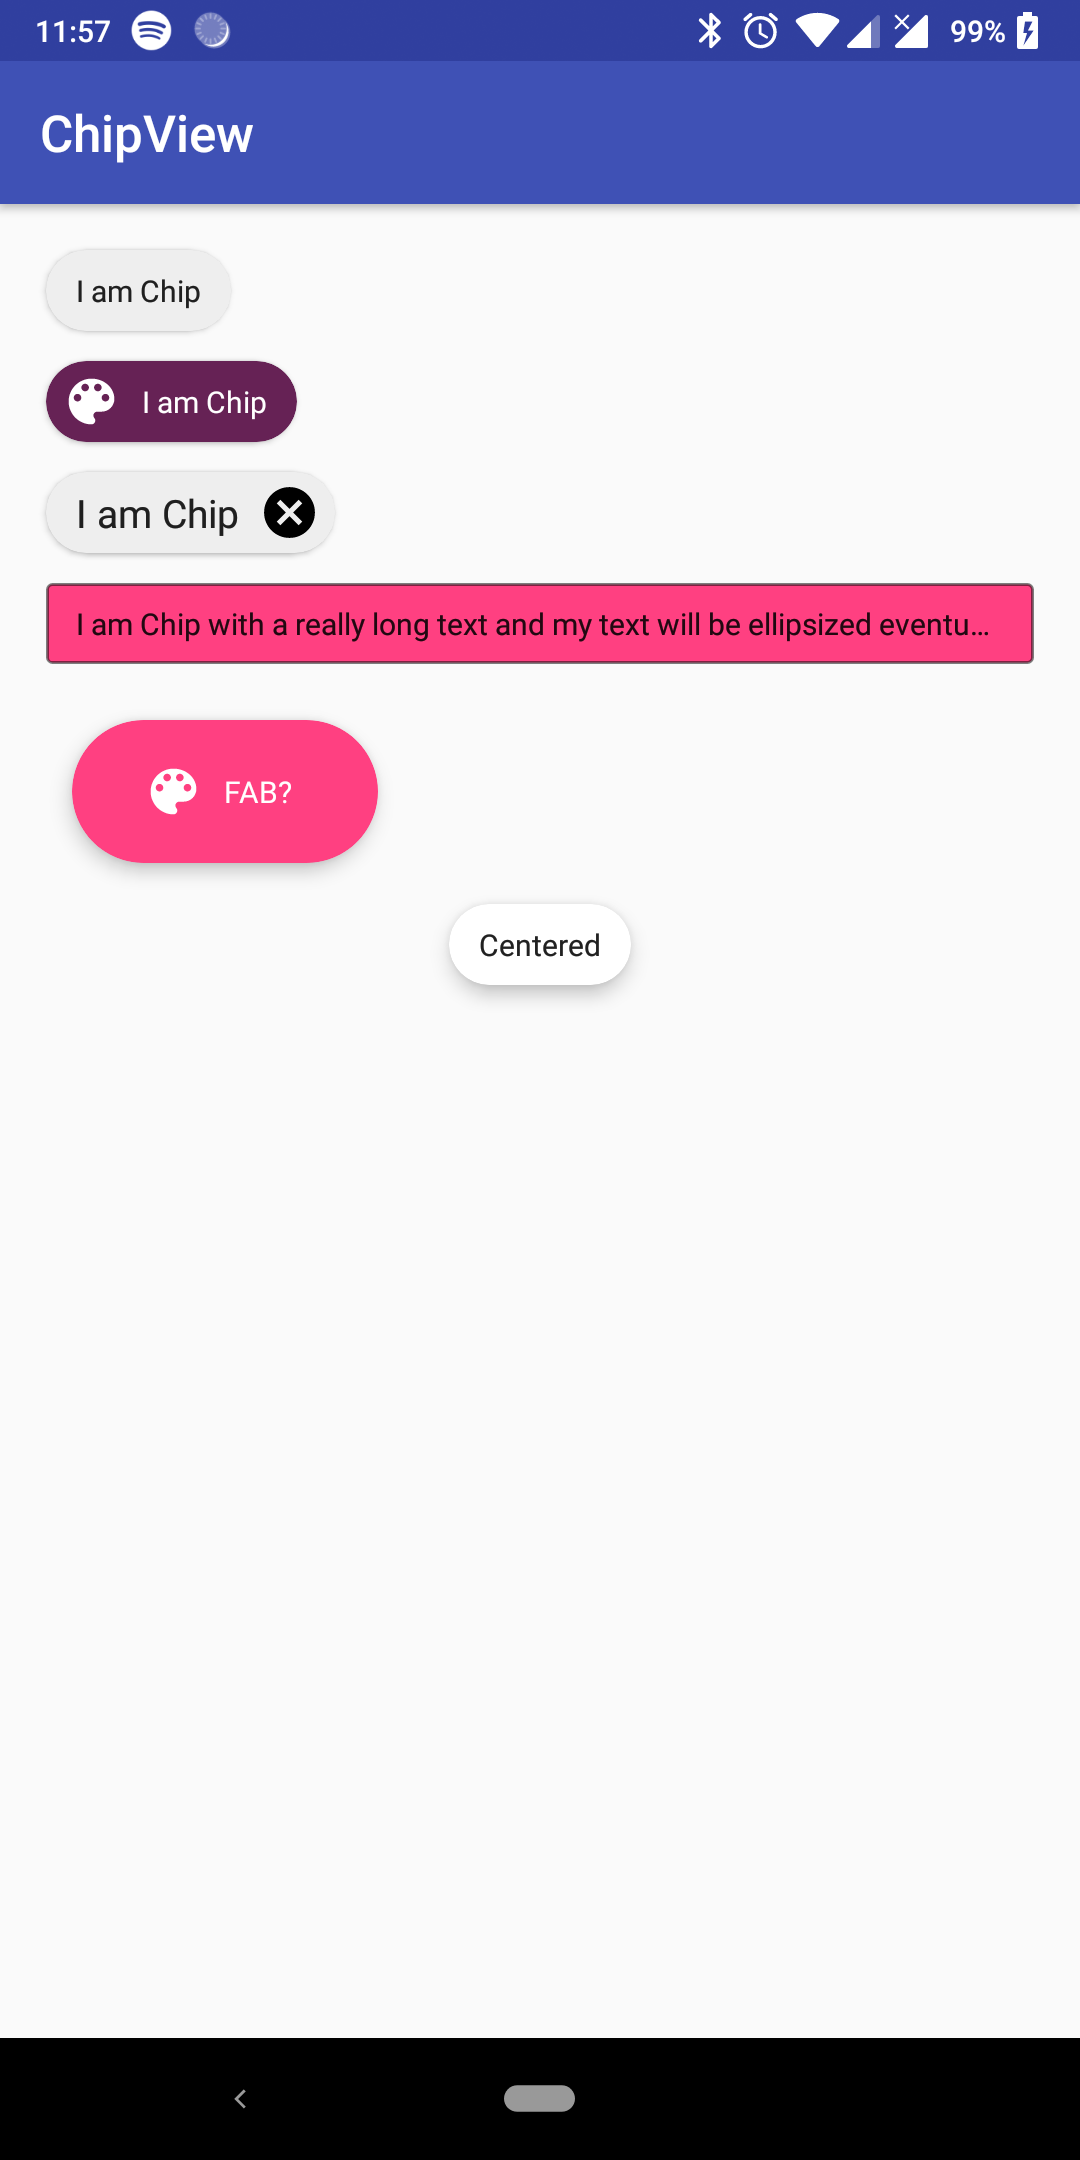 11:57 99%
ChipView
I am Chip
I am Chip
I am Chip
I am Chip with a really long text and my text will be ellipsized eventu...
FAB?
Centered